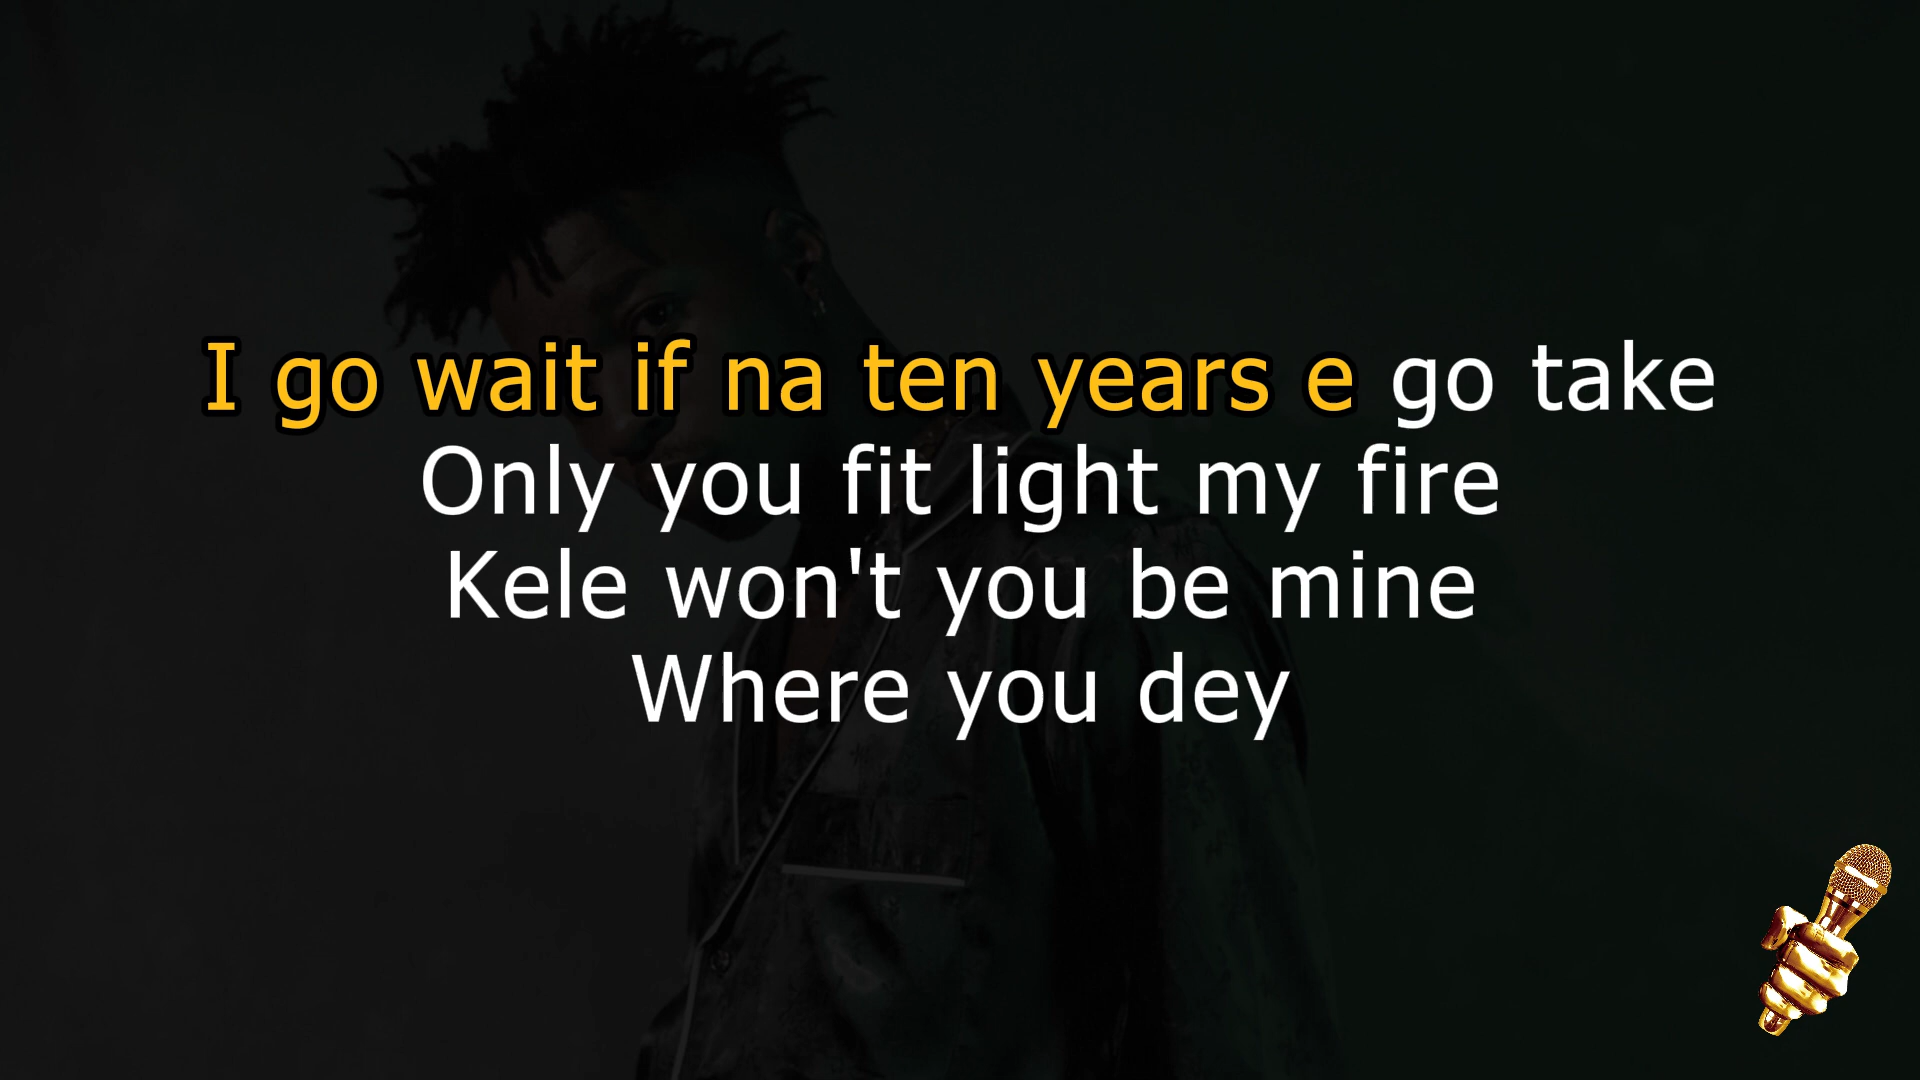 I go wait if na ten years e go take
Only you fit light my fire
Kele won't you be mine
Where you dey